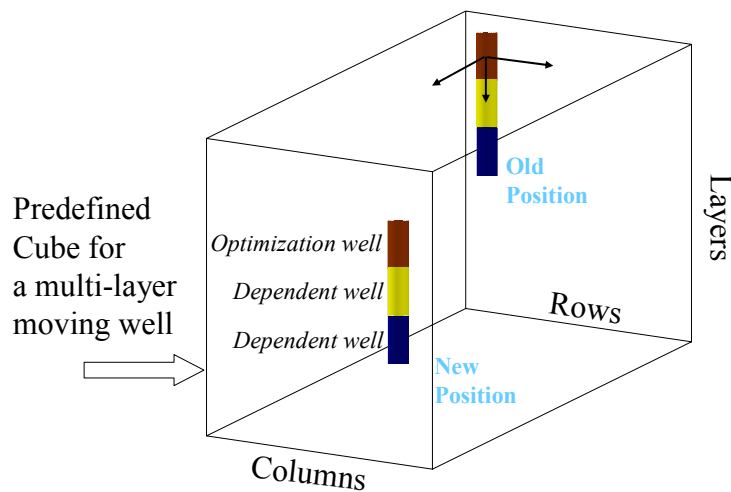 Old
Position
Layers
Predefined
Cube for
a multi-layer
moving well
Optimization well
Dependent well
Dependent well
Rows
New
Position
Columns